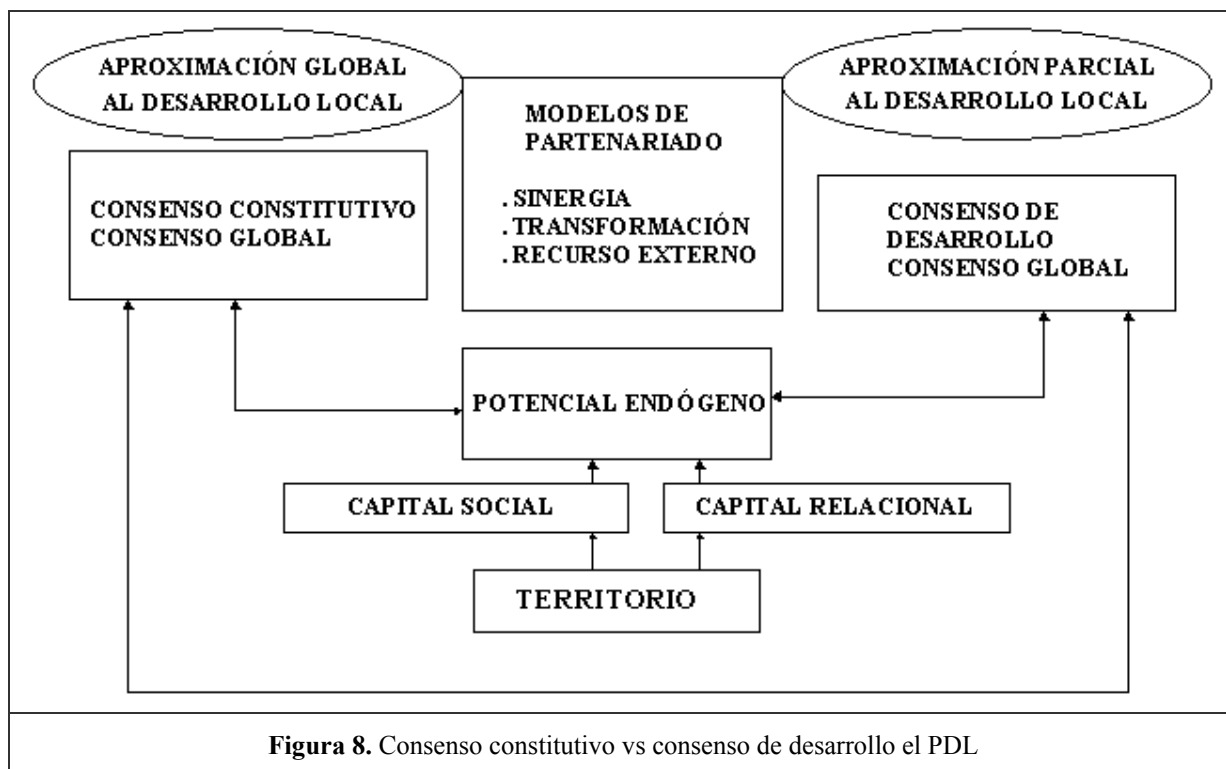 APROXIMACIÓN GLOBAL
AL DESARROLLO LOCAL
MODELOS DE
PARTENARIADO
. SINERGIA
. TRANSFORMACIÓN
. RECURSO EXTERNO
APROXIMACIÓN PARCIAL
AL DESARROLLO LOCAL
CONSENSO CONSTITUTIVO
CONSENSO GLOBAL
CONSENSO DE
DESARROLLO
CONSENSO GLOBAL
POTENCIAL ENDÓGENO
CAPITAL SOCIAL
CAPITAL RELACIONAL
TERRITORIO
Figura 8. Consenso constitutivo vs consenso de desarrollo el PDL